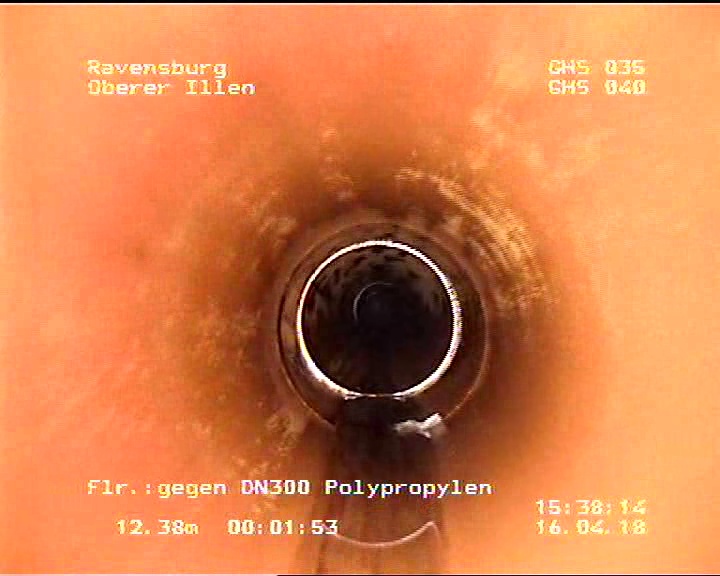 Ravensburg
Oberer Illen
GHS 035
GHS 040
Flr.:gegen DN300 Polypropylen
12.38m 00:01:53
15:38:14
16.04.18